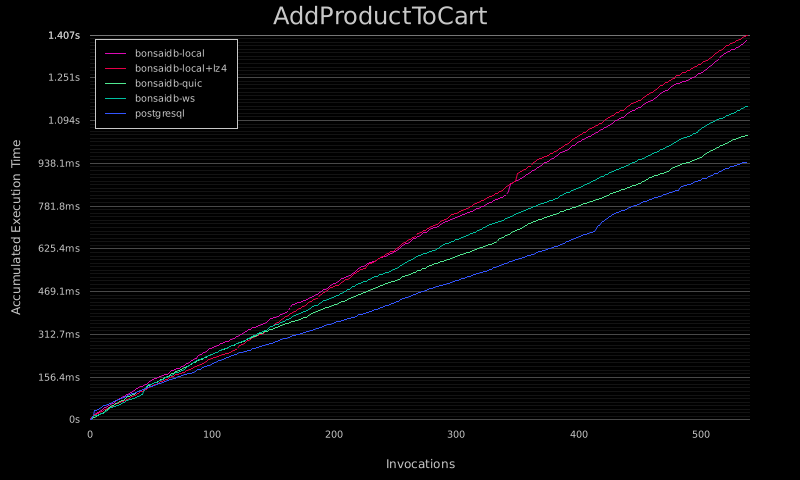 AddProductToCart
1.407s
1.251s
1.094s
938.1ms
781.8ms
625.4ms
469.1ms
312.7ms
156.4ms
0s
bonsaidb-local
bonsaidb-local+lz4
bonsaidb-quic
bonsaidb-ws
postgresql
Accumulated Execution Time
0 100 200 300 400 500
Invocations